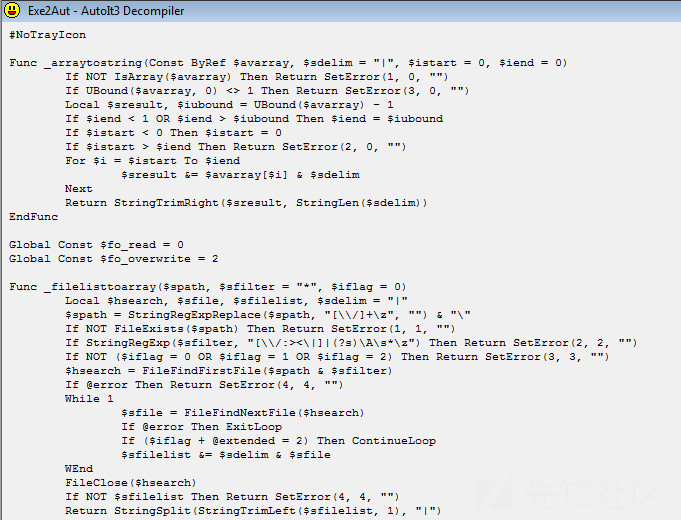 Exe2Aut - AutoIt3 Decompiler
#NoTrayIcon
Func _arraytostring(Const ByRef $avarray, $sdelim = "|", $istart = 0, $iend = 0)
If NOT IsArray($avarray) Then Return SetError(1, 0, "")
If UBound($avarray, 0) <> 1 Then Return SetError(3, 0, "")
Local $sresult, $iubound = UBound($avarray) - 1
If $iend < 1 OR $iend > $iubound Then $iend = $iubound
If $istart < 0 Then $istart = 0
If $istart > $iend Then Return SetError(2, 0, "")
For $i = $istart To $iend
$sresult &= $avarray[$i] & $sdelim
Next
Return StringTrimRight($sresult, StringLen($sdelim))
EndFunc
Global Const $fo_read = 0
Global Const $fo_overwrite = 2
Func _filelisttoarray($spath, $sfilter = "*", $iflag = 0)
Local $hsearch, $sfile, $sfilelist, $sdelim = "|"
$spath = StringRegExpReplace($spath, "[\\/]+\z", "") & "\"
If NOT FileExists($spath) Then Return SetError(1, 1, "")
If StringRegExp($sfilter, "[\\/:><\|]|(?s)\A\s*\z") Then Return SetError(2, 2, "")
If NOT ($iflag = 0 OR $iflag = 1 OR $iflag = 2) Then Return SetError(3, 3, "")
$hsearch = FileFindFirstFile($spath & $sfilter)
If @error Then Return SetError(4, 4, "")
While 1
$sfile = FileFindNextFile($hsearch)
If @error Then ExitLoop
If ($iflag + @extended = 2) Then ContinueLoop
$sfilelist &= $sdelim & $sfile
WEnd
FileClose($hsearch)
If NOT $sfilelist Then Return SetError(4, 4, "")
Return StringSplit(StringTrimLeft($sfilelist, 1), "|")
先知社区